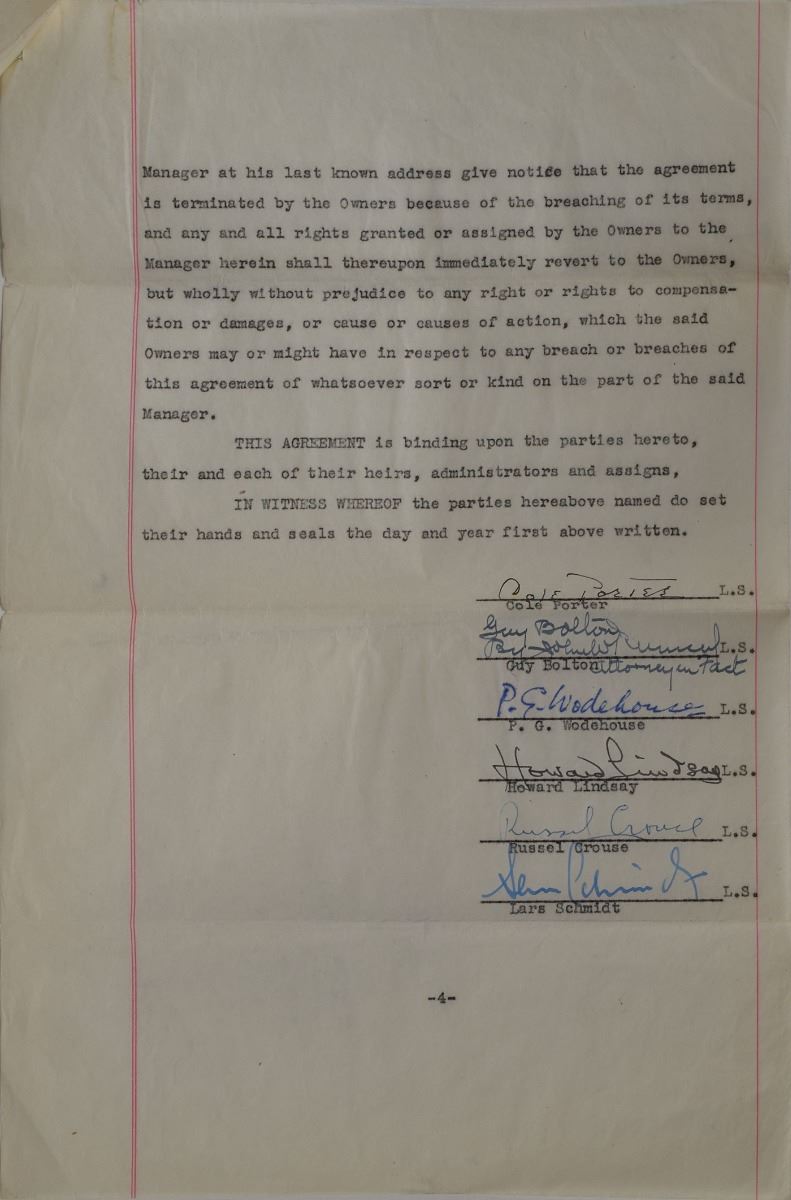 Manager at his last known address give notice that the agreement
is terminated by the Owners because of the breaching of its terms,
and any and all rights granted or assigned by the Owners to the
Manager herein shall thereupon immediately revert to the Owners,
but wholly without prejudice to any right or rights to compensa-
tion or damages, or cause or causes of action, which the said
Owners may or might have in respect to any breach or breaches of
this agreement of whatsoever sort or kind on the part of the said
Manager.
THIS AGREEMENT is binding upon the parties hereto,
their and each of their heirs, administrators and assigns,
IN WITNESS WHEREOF the parties hereabove named do set
their hands and seals the day and year first above written.
Cole Porter L.S.
Cole Porter
Guy Bolton
By John W. L.S.
Guy Bolton Attorney in Fact
P. G. Wodehouse L.S.
P. G. Wodehouse
Howard Lindsay L.S.
Howard Lindsay
Russel Crouse L.S.
Russel Crouse
L.S.
Lars Schmidt
-4-